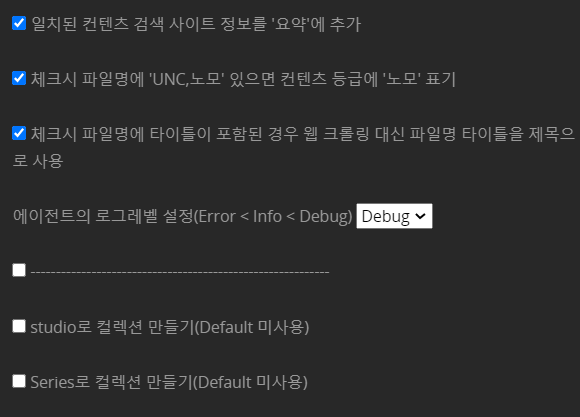 일치된 컨텐츠 검색 사이트 정보를 '요약'에 추가
체크시 파일명에 'UNC,노모' 있으면 컨텐츠 등급에 '노모' 표기
체크시 파일명에 타이틀이 포함된 경우 웹 크롤링 대신 파일명 타이틀을 제목으
로 사용
에이전트의 로그레벨 설정(Error < Info < Debug) Debug
------------------------------------------------------------
studio로 컬렉션 만들기(Default 미사용)
Series로 컬렉션 만들기(Default 미사용)